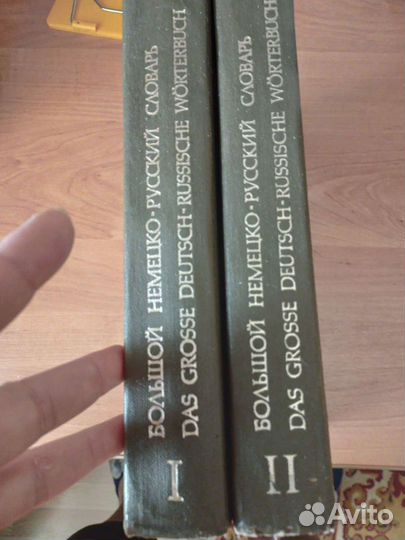 БОЛЬШОЙ НЕМЕЦКО·РУССКИЙ СЛОВАРЬ
DAS GROSSE DEUTSCH·RUSSISCHE WÖRTERBUCH
I
БОЛЬШОЙ НЕМЕЦКО·РУССКИЙ СЛОВАРЬ
DAS GROSSE DEUTSCH·RUSSISCHE WÖRTERBUCH
II
Avito